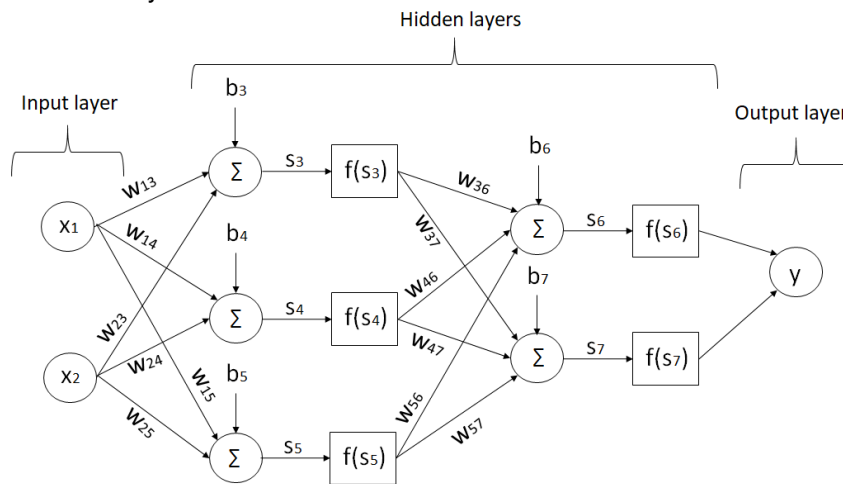 Hidden layers
Input layer
Output layer
b3
b6
Σ
s3
f(s3)
w13
w36
x1
w14
w37
Σ
s6
f(s6)
b4
y
w23
w46
b7
Σ
s4
f(s4)
w47
Σ
s7
f(s7)
x2
w24
w15
b5
w56
w25
w57
Σ
s5
f(s5)